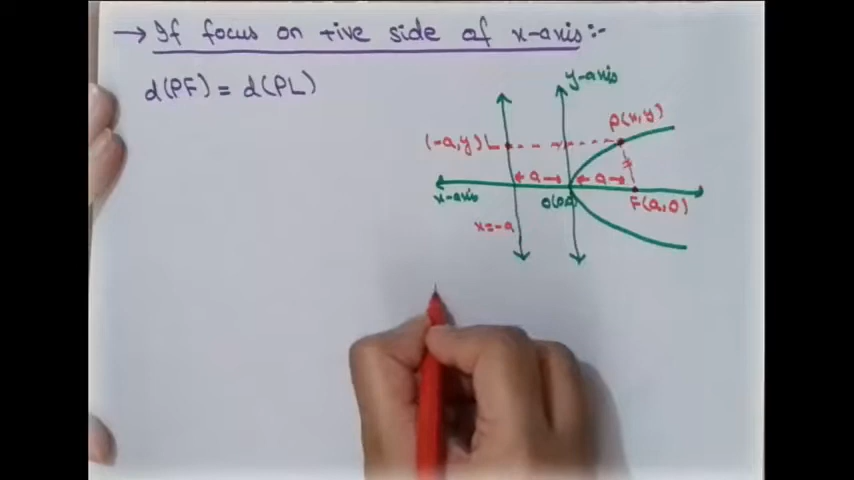 → If focus on +ive side of x-axis:-
d(PF) = d(PL)
y-axis
P(x,y)
(-a,y) L
a a
x-axis O(0,0) F(a,0)
x=-a